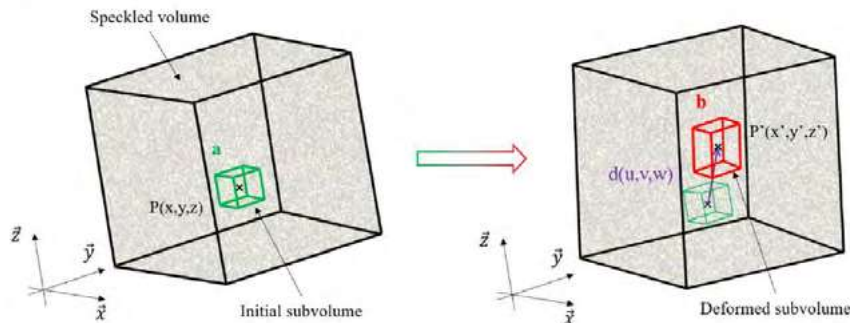 Speckled volume
a
P(x,y,z)
z⃗
y⃗
x⃗
Initial subvolume
b
P'(x',y',z')
d(u,v,w)
z⃗
y⃗
x⃗
Deformed subvolume